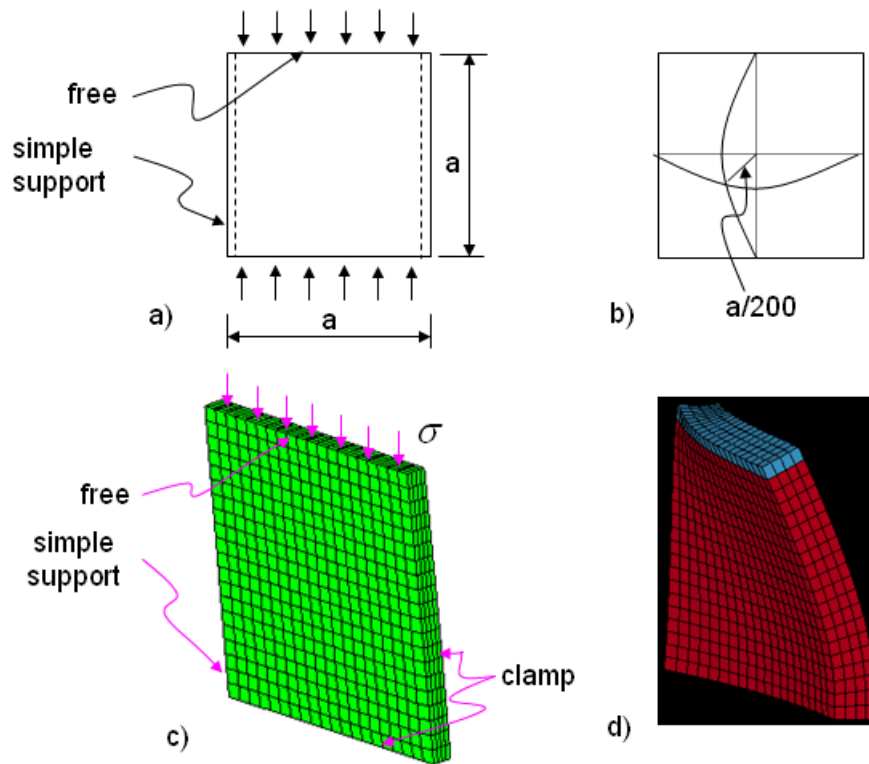 free
simple
support
a
a)
a
b)
a/200
σ
free
simple
support
clamp
c)
d)